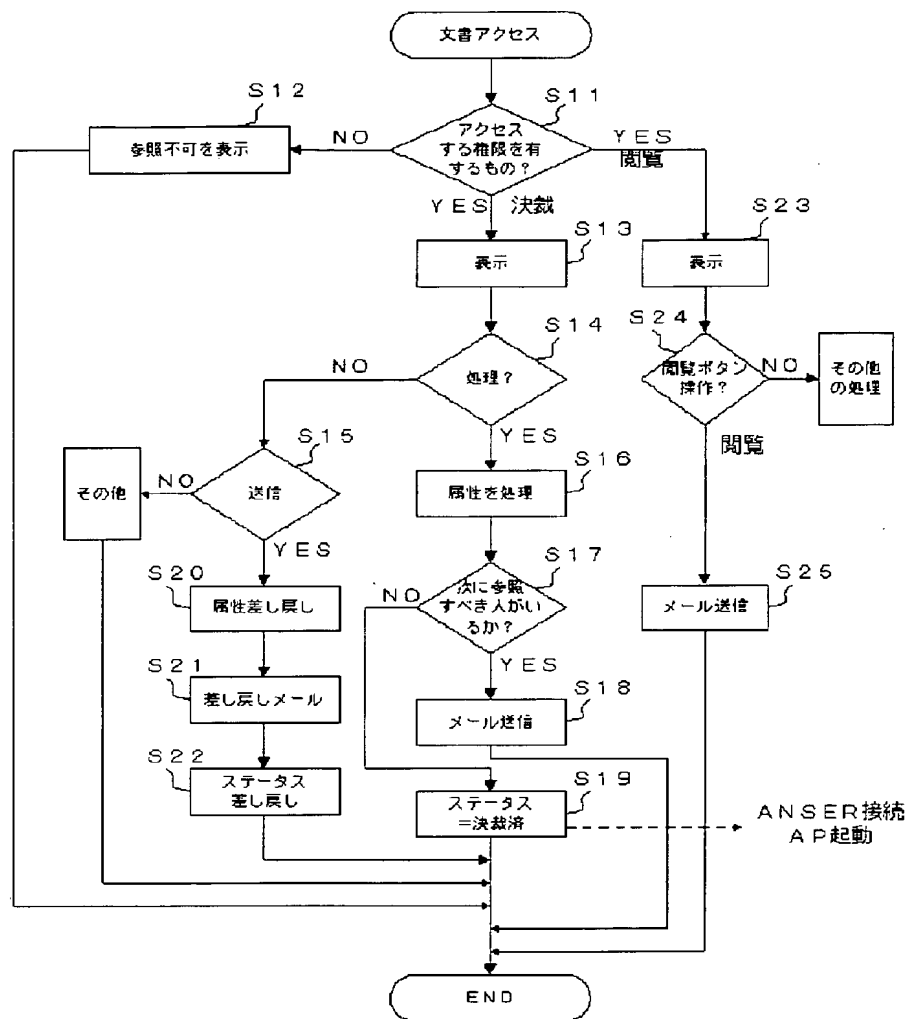 文書アクセス
S11
アクセス
する権限を有
するもの?
NO
S12
参照不可を表示
YES
閲覧
YES 決裁
S13
表示
S23
表示
S14
処理?
NO
YES
S24
閲覧ボタン
操作?
NO
その他
の処理
閲覧
S15
送信
NO
その他
YES
S16
属性を処理
S17
次に参照
すべき人がい
るか?
NO
YES
S20
属性差し戻し
S25
メール送信
S21
差し戻しメール
S18
メール送信
S22
ステータス
差し戻し
S19
ステータス
=決裁済
ANSER接続
AP起動
END